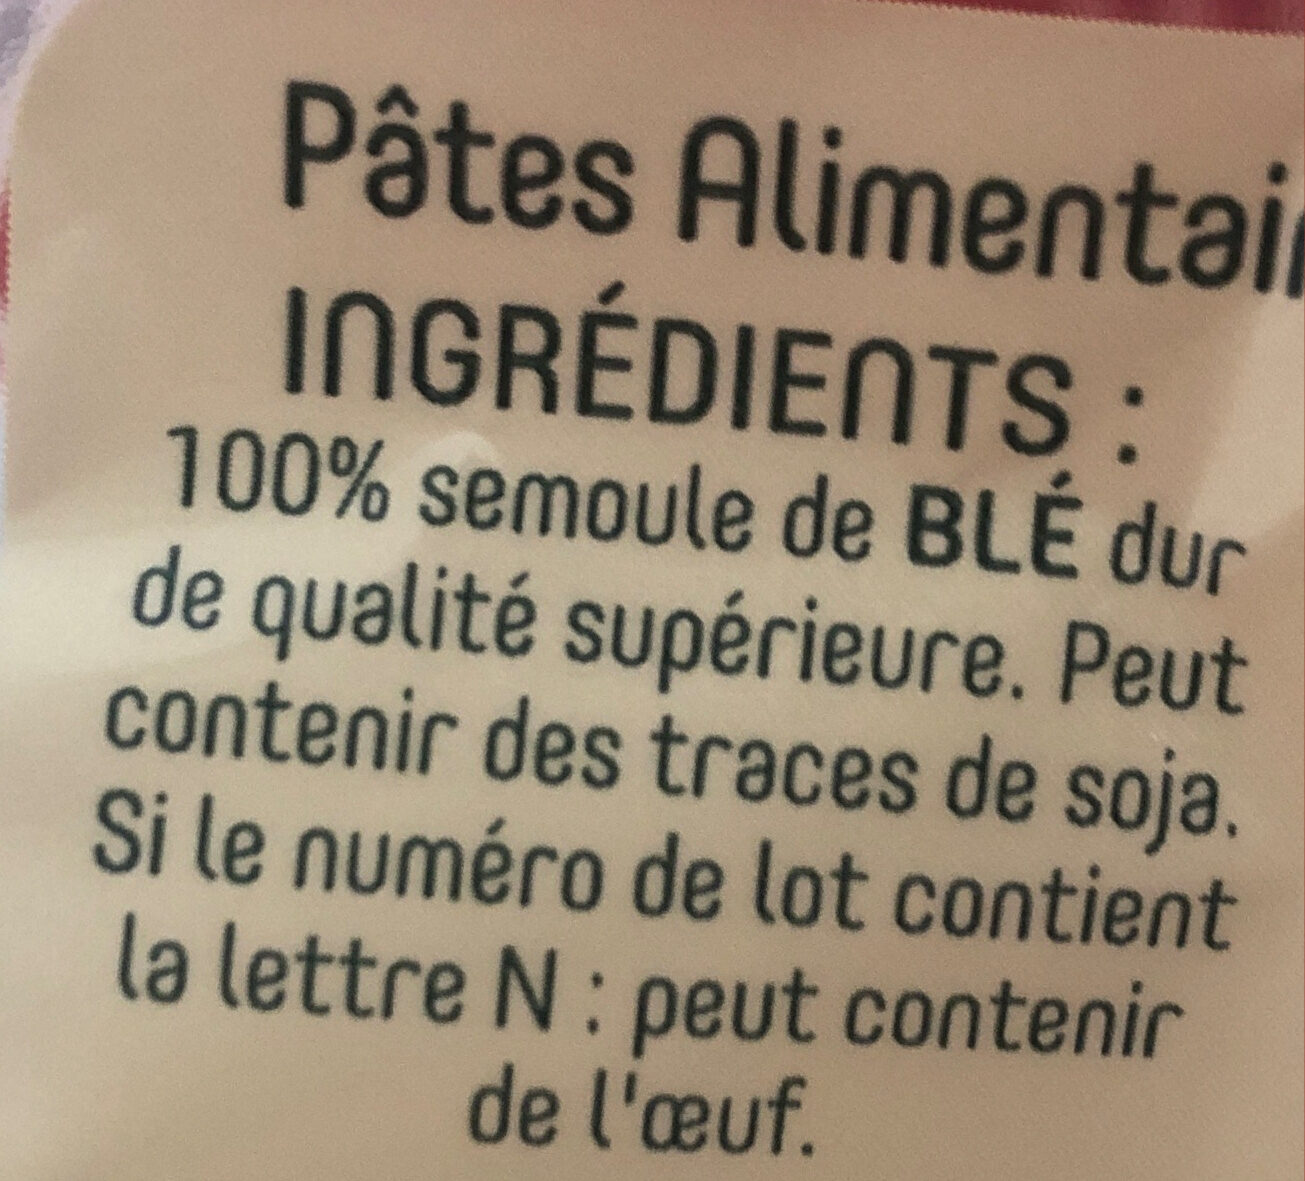 Pâtes Alimentair
INGRÉDIENTS :
100% semoule de BLÉ dur
de qualité supérieure. Peut
contenir des traces de soja.
Si le numéro de lot contient
la lettre N : peut contenir
de l'œuf.